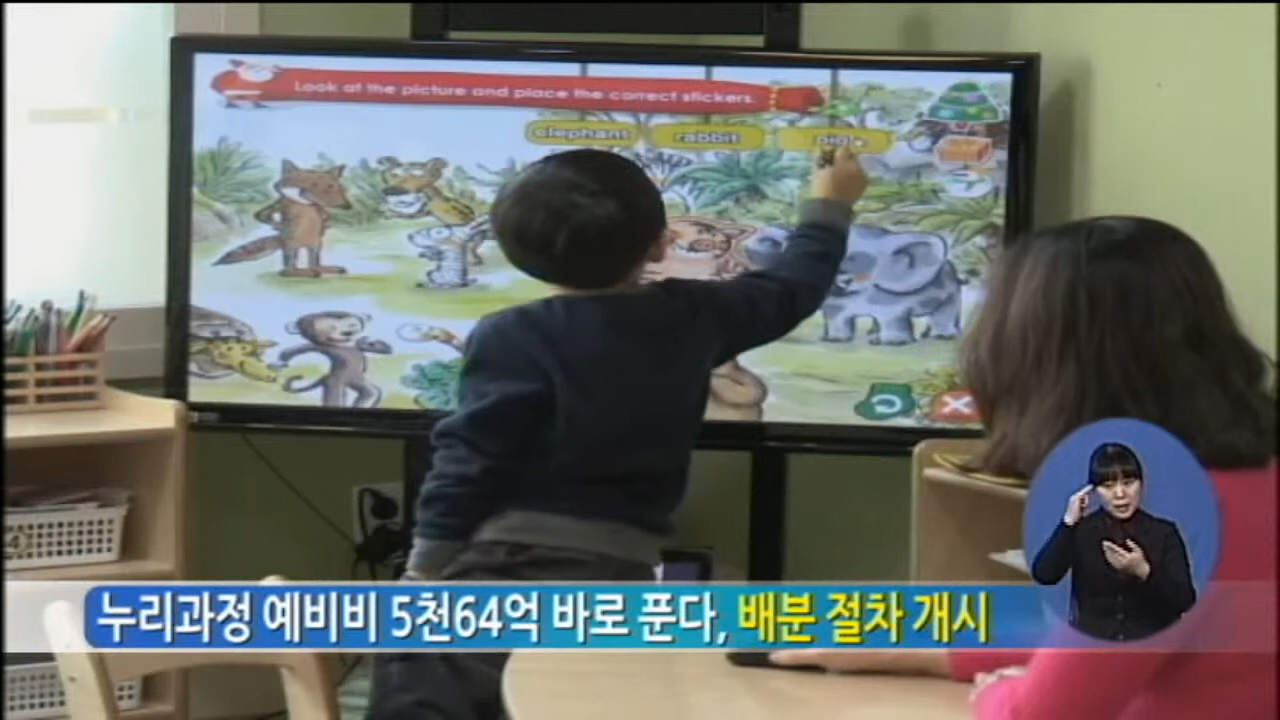 Look at the picture and place the correct stickers.
elephant
rabbit
pig
누리과정 예비비 5천64억 바로 푼다, 배분 절차 개시